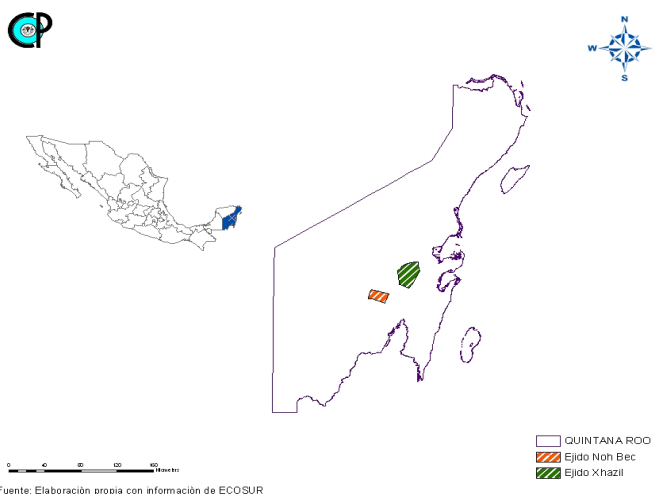 CP
N
W E
S
QUINTANA ROO
Ejido Noh Bec
Ejido Xhazil
0 40 80 120 160
Kilometers
Fuente: Elaboración propia con información de ECOSUR